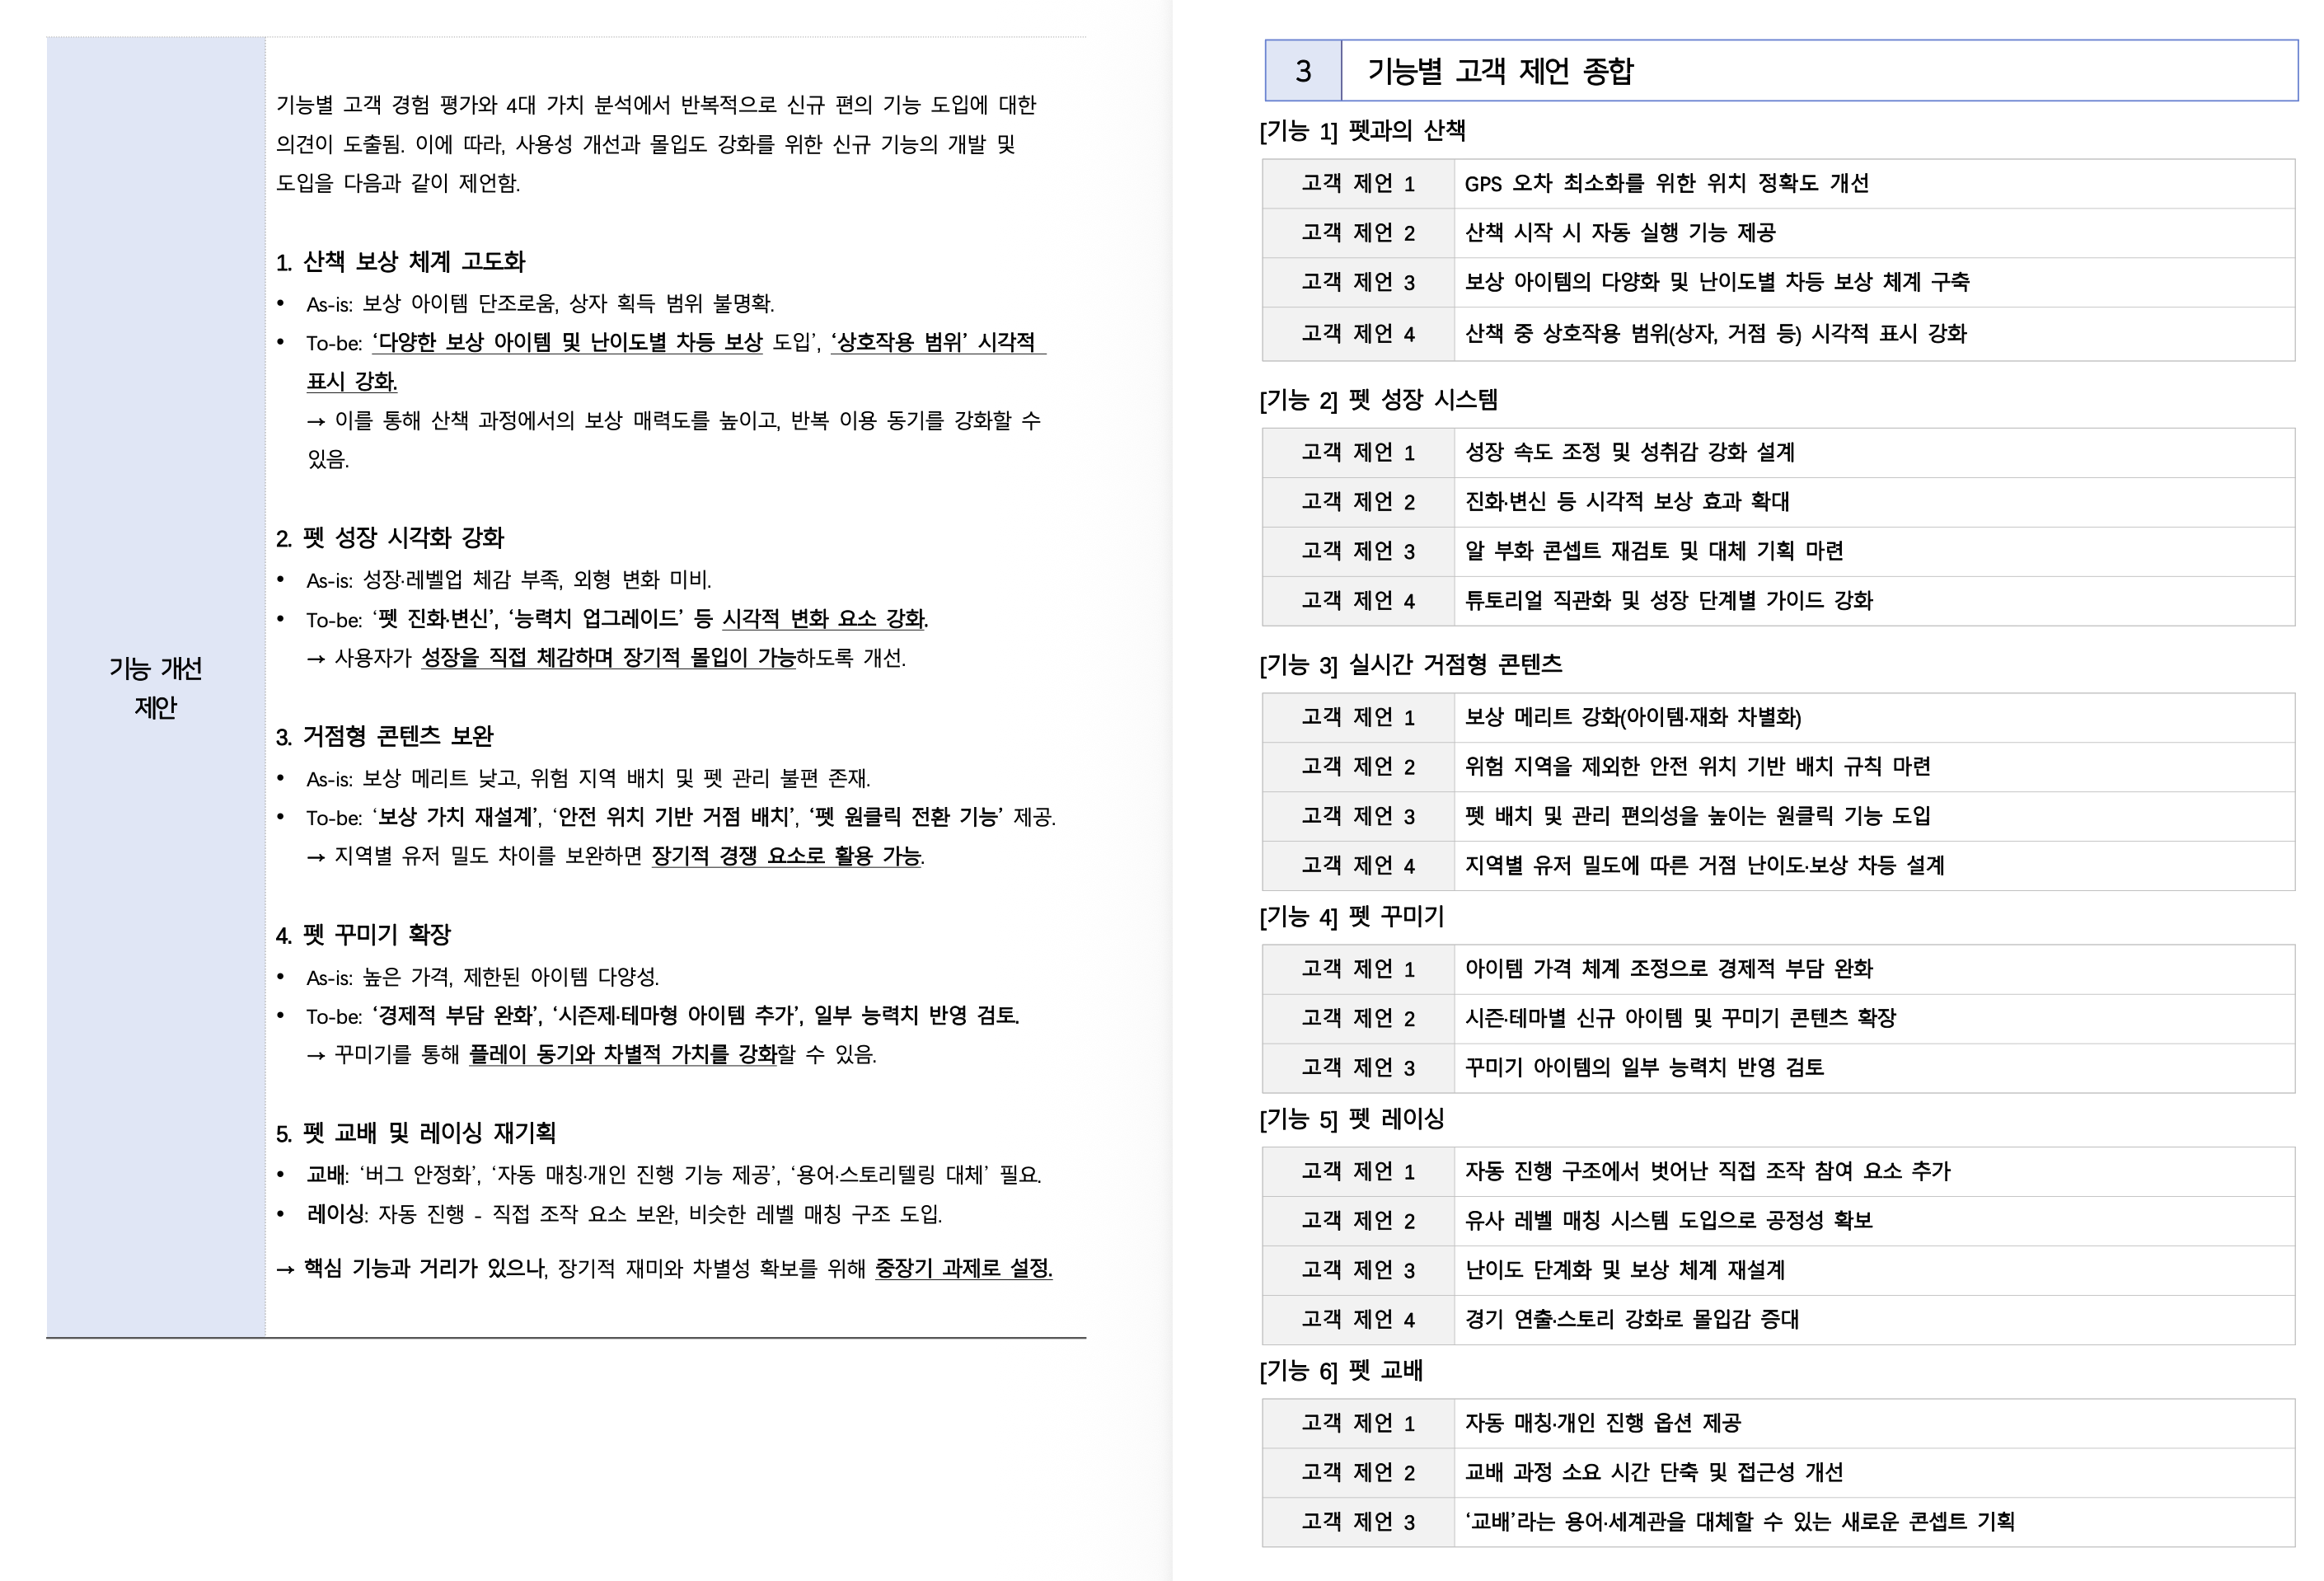 기능 개선
제안
기능별 고객 경험 평가와 4대 가치 분석에서 반복적으로 신규 편의 기능 도입에 대한
의견이 도출됨. 이에 따라, 사용성 개선과 몰입도 강화를 위한 신규 기능의 개발 및
도입을 다음과 같이 제언함.
1. 산책 보상 체계 고도화
• As-is: 보상 아이템 단조로움, 상자 획득 범위 불명확.
• To-be: ‘다양한 보상 아이템 및 난이도별 차등 보상 도입’, ‘상호작용 범위’ 시각적
표시 강화.
→ 이를 통해 산책 과정에서의 보상 매력도를 높이고, 반복 이용 동기를 강화할 수
있음.
2. 펫 성장 시각화 강화
• As-is: 성장·레벨업 체감 부족, 외형 변화 미비.
• To-be: ‘펫 진화·변신’, ‘능력치 업그레이드’ 등 시각적 변화 요소 강화.
→ 사용자가 성장을 직접 체감하며 장기적 몰입이 가능하도록 개선.
3. 거점형 콘텐츠 보완
• As-is: 보상 메리트 낮고, 위험 지역 배치 및 펫 관리 불편 존재.
• To-be: ‘보상 가치 재설계’, ‘안전 위치 기반 거점 배치’, ‘펫 원클릭 전환 기능’ 제공.
→ 지역별 유저 밀도 차이를 보완하면 장기적 경쟁 요소로 활용 가능.
4. 펫 꾸미기 확장
• As-is: 높은 가격, 제한된 아이템 다양성.
• To-be: ‘경제적 부담 완화’, ‘시즌제·테마형 아이템 추가’, 일부 능력치 반영 검토.
→ 꾸미기를 통해 플레이 동기와 차별적 가치를 강화할 수 있음.
5. 펫 교배 및 레이싱 재기획
• 교배: ‘버그 안정화’, ‘자동 매칭·개인 진행 기능 제공’, ‘용어·스토리텔링 대체’ 필요.
• 레이싱: 자동 진행 - 직접 조작 요소 보완, 비슷한 레벨 매칭 구조 도입.
→ 핵심 기능과 거리가 있으나, 장기적 재미와 차별성 확보를 위해 중장기 과제로 설정.
3 기능별 고객 제언 종합
[기능 1] 펫과의 산책
고객 제언 1 GPS 오차 최소화를 위한 위치 정확도 개선
고객 제언 2 산책 시작 시 자동 실행 기능 제공
고객 제언 3 보상 아이템의 다양화 및 난이도별 차등 보상 체계 구축
고객 제언 4 산책 중 상호작용 범위(상자, 거점 등) 시각적 표시 강화
[기능 2] 펫 성장 시스템
고객 제언 1 성장 속도 조정 및 성취감 강화 설계
고객 제언 2 진화·변신 등 시각적 보상 효과 확대
고객 제언 3 알 부화 콘셉트 재검토 및 대체 기획 마련
고객 제언 4 튜토리얼 직관화 및 성장 단계별 가이드 강화
[기능 3] 실시간 거점형 콘텐츠
고객 제언 1 보상 메리트 강화(아이템·재화 차별화)
고객 제언 2 위험 지역을 제외한 안전 위치 기반 배치 규칙 마련
고객 제언 3 펫 배치 및 관리 편의성을 높이는 원클릭 기능 도입
고객 제언 4 지역별 유저 밀도에 따른 거점 난이도·보상 차등 설계
[기능 4] 펫 꾸미기
고객 제언 1 아이템 가격 체계 조정으로 경제적 부담 완화
고객 제언 2 시즌·테마별 신규 아이템 및 꾸미기 콘텐츠 확장
고객 제언 3 꾸미기 아이템의 일부 능력치 반영 검토
[기능 5] 펫 레이싱
고객 제언 1 자동 진행 구조에서 벗어난 직접 조작 참여 요소 추가
고객 제언 2 유사 레벨 매칭 시스템 도입으로 공정성 확보
고객 제언 3 난이도 단계화 및 보상 체계 재설계
고객 제언 4 경기 연출·스토리 강화로 몰입감 증대
[기능 6] 펫 교배
고객 제언 1 자동 매칭·개인 진행 옵션 제공
고객 제언 2 교배 과정 소요 시간 단축 및 접근성 개선
고객 제언 3 ‘교배’라는 용어·세계관을 대체할 수 있는 새로운 콘셉트 기획